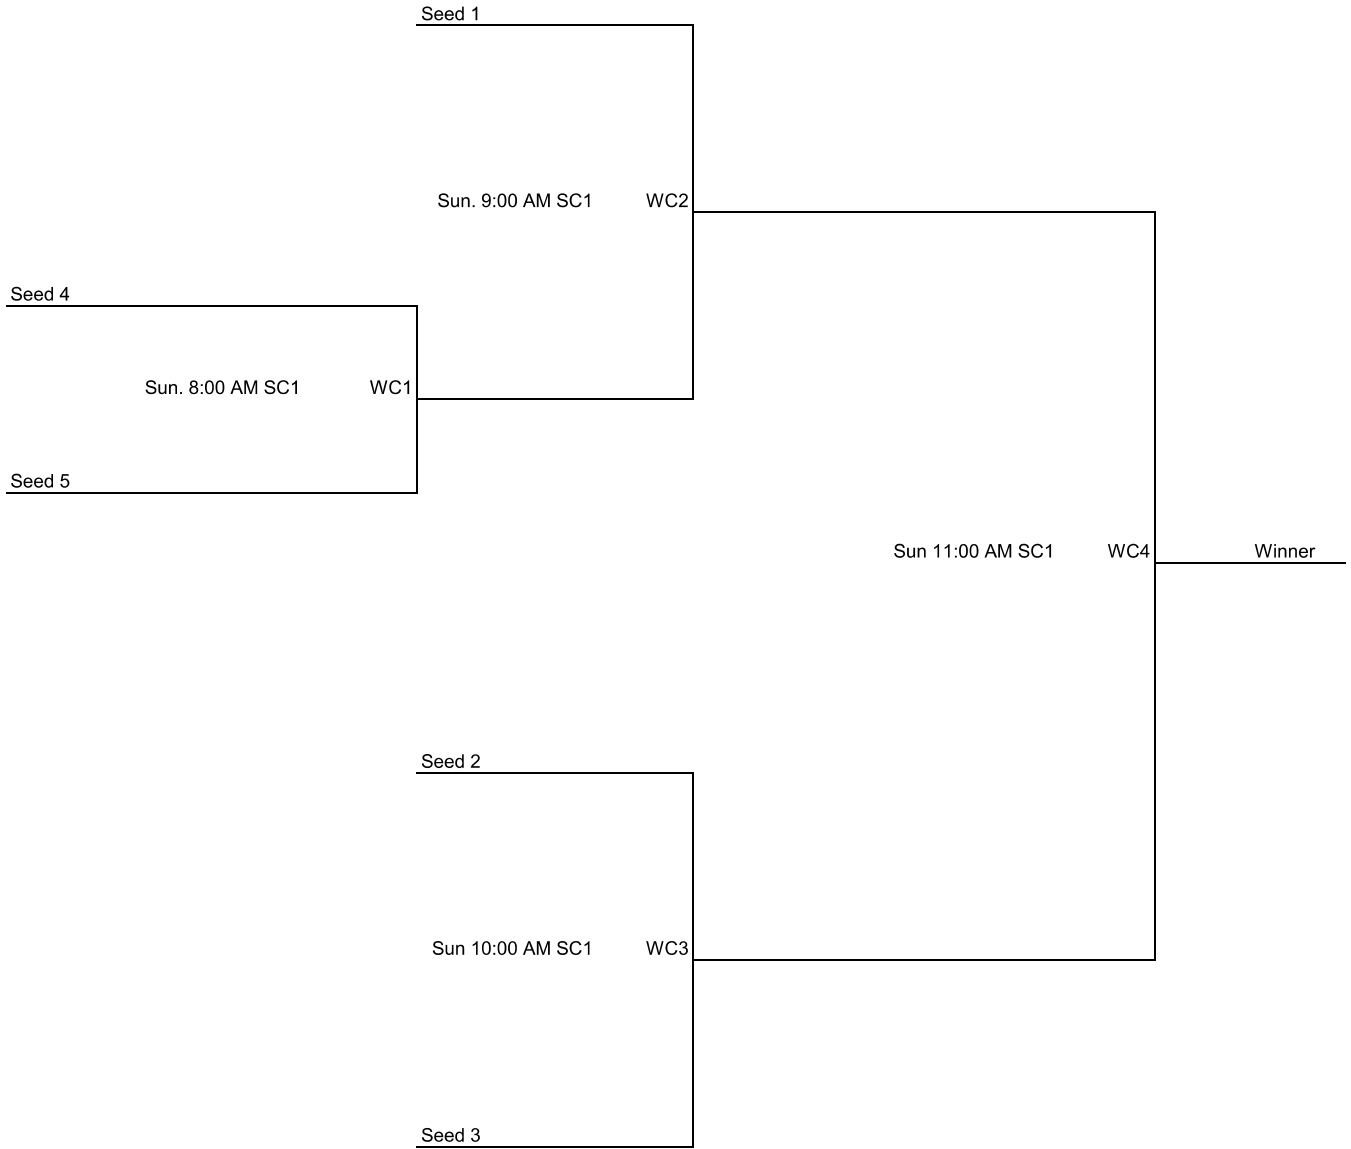 Seed 1
Sun. 9:00 AM SC1 WC2
Seed 4
Sun. 8:00 AM SC1 WC1
Seed 5
Sun 11:00 AM SC1 WC4 Winner
Seed 2
Sun 10:00 AM SC1 WC3
Seed 3